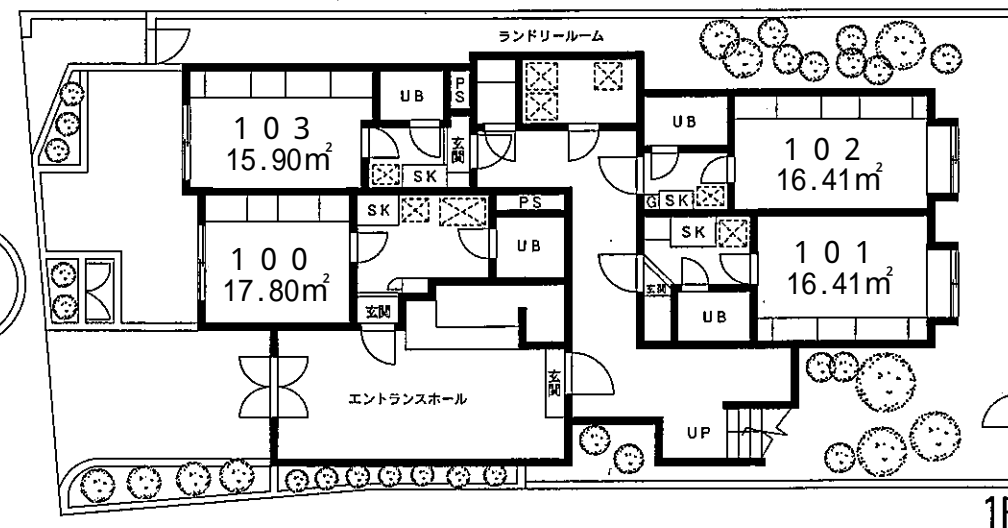 ランドリールーム
UB
PS
103
15.90㎡
玄関
SK
UB
102
16.41㎡
G
SK
SK
PS
UB
100
17.80㎡
玄関
SK
101
16.41㎡
玄関
UB
エントランスホール
玄関
UP